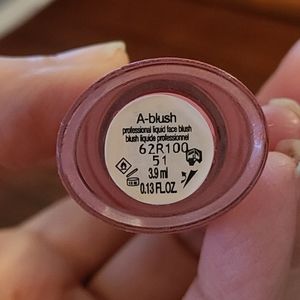 A-blush
professional liquid face blush
blush liquide professionnel
62R100
51
3.9 ml
0.13 FL.OZ